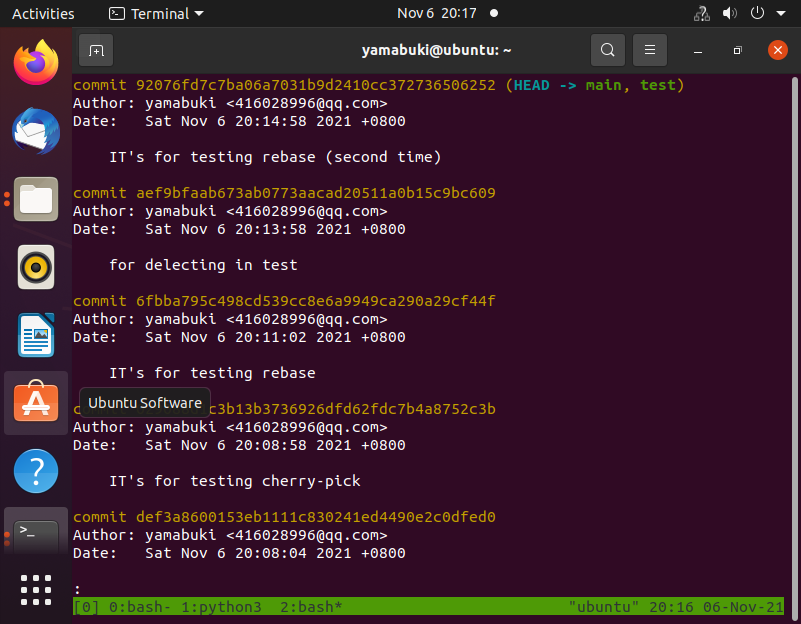 Activities
Terminal
Nov 6 20:17
yamabuki@ubuntu: ~
commit 92076fd7c7ba06a7031b9d2410cc372736506252 (HEAD -> main, test)
Author: yamabuki <416028996@qq.com>
Date:   Sat Nov 6 20:14:58 2021 +0800
IT's for testing rebase (second time)
commit aef9bfaab673ab0773aacad20511a0b15c9bc609
Author: yamabuki <416028996@qq.com>
Date:   Sat Nov 6 20:13:58 2021 +0800
for delecting in test
commit 6fbba795c498cd539cc8e6a9949ca290a29cf44f
Author: yamabuki <416028996@qq.com>
Date:   Sat Nov 6 20:11:02 2021 +0800
IT's for testing rebase
Ubuntu Software
c3b13b3736926dfd62fdc7b4a8752c3b
Author: yamabuki <416028996@qq.com>
Date:   Sat Nov 6 20:08:58 2021 +0800
IT's for testing cherry-pick
commit def3a8600153eb1111c830241ed4490e2c0dfed0
Author: yamabuki <416028996@qq.com>
Date:   Sat Nov 6 20:08:04 2021 +0800
:
[0] 0:bash- 1:python3  2:bash* "ubuntu" 20:16 06-Nov-21